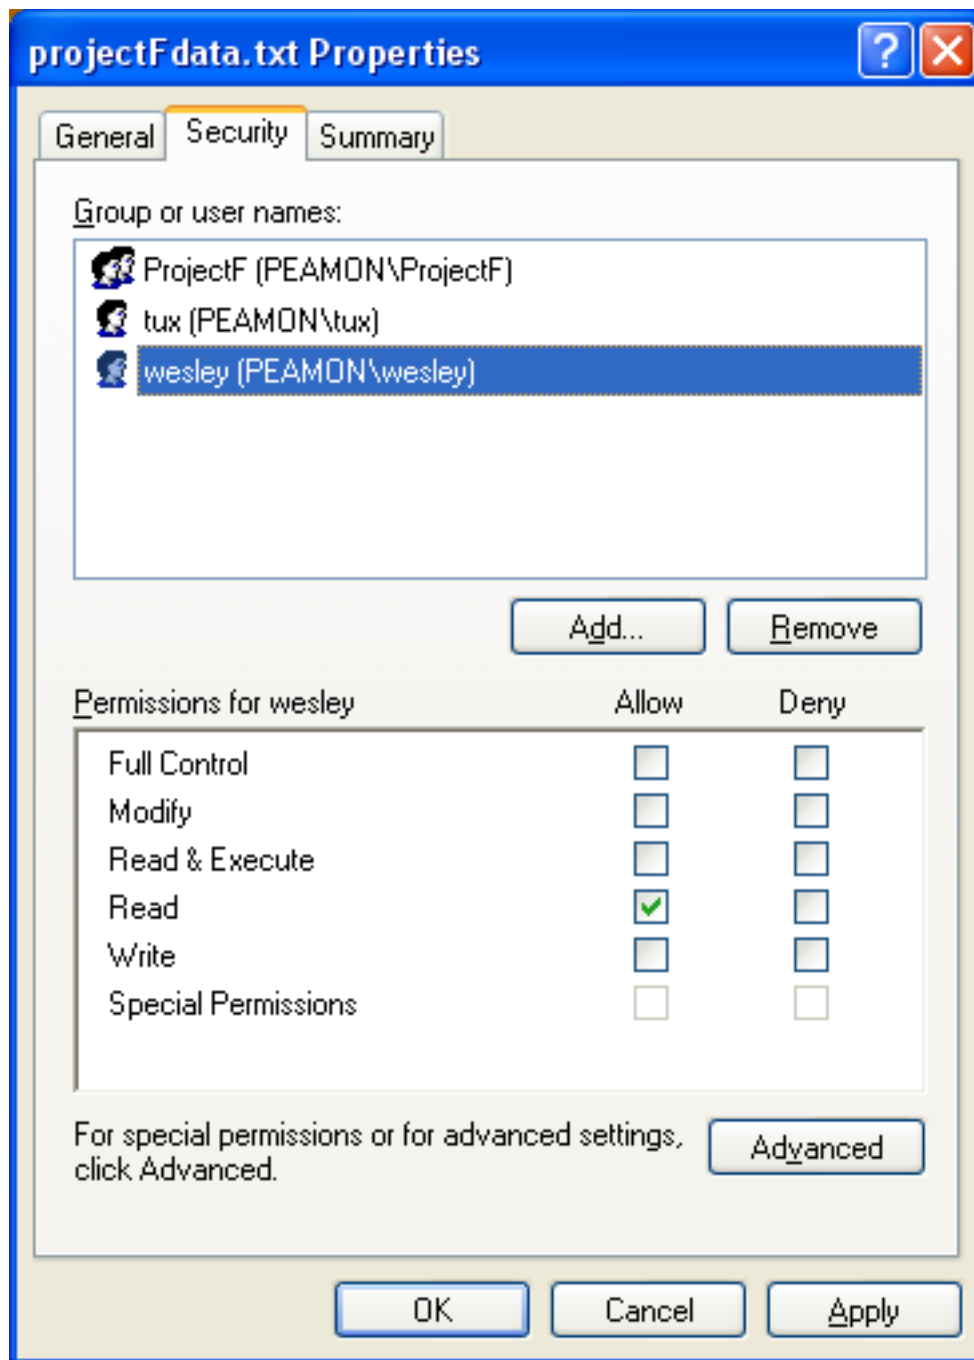 projectFdata.txt Properties
General Security Summary
Group or user names:
ProjectF (PEAMON\ProjectF)
tux (PEAMON\tux)
wesley (PEAMON\wesley)
Add... Remove
Permissions for wesley Allow Deny
Full Control
Modify
Read & Execute
Read
Write
Special Permissions
For special permissions or for advanced settings,
click Advanced.
Advanced
OK Cancel Apply